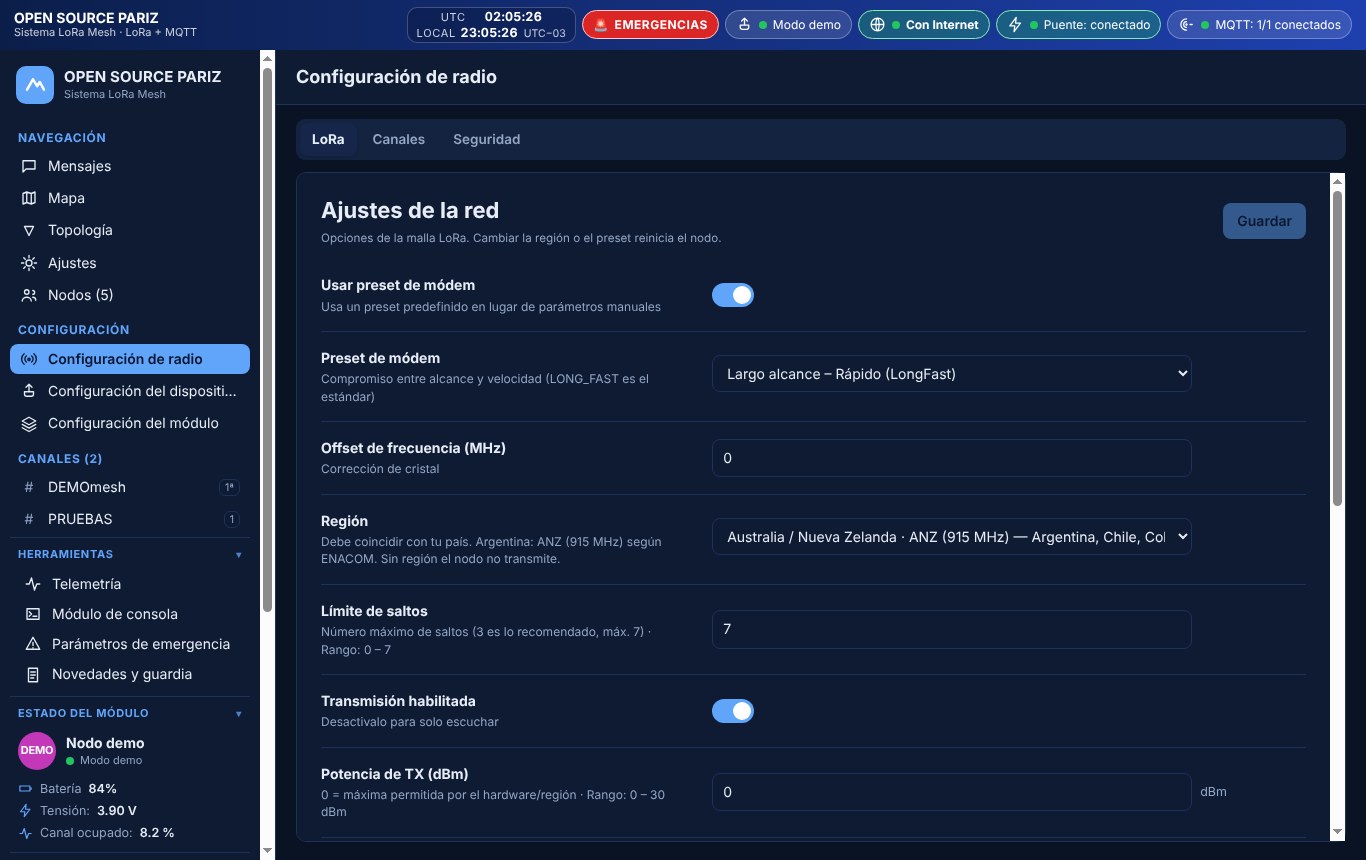 OPEN SOURCE PARIZ
Sistema LoRa Mesh · LoRa + MQTT
UTC 02:05:26
LOCAL 23:05:26 UTC−03
EMERGENCIAS
Modo demo
Con Internet
Puente: conectado
MQTT: 1/1 conectados
OPEN SOURCE PARIZ
Sistema LoRa Mesh
NAVEGACIÓN
Mensajes
Mapa
Topología
Ajustes
Nodos (5)
CONFIGURACIÓN
Configuración de radio
Configuración del dispositi...
Configuración del módulo
CANALES (2)
# DEMOmesh 1ª
# PRUEBAS 1
HERRAMIENTAS
Telemetría
Módulo de consola
Parámetros de emergencia
Novedades y guardia
ESTADO DEL MÓDULO
DEMO
Nodo demo
Modo demo
Batería 84%
Tensión: 3.90 V
Canal ocupado: 8.2 %
Configuración de radio
LoRa Canales Seguridad
Ajustes de la red
Opciones de la malla LoRa. Cambiar la región o el preset reinicia el nodo.
Guardar
Usar preset de módem
Usa un preset predefinido en lugar de parámetros manuales
Preset de módem
Compromiso entre alcance y velocidad (LONG_FAST es el
estándar)
Largo alcance – Rápido (LongFast)
Offset de frecuencia (MHz)
Corrección de cristal
0
Región
Debe coincidir con tu país. Argentina: ANZ (915 MHz) según
ENACOM. Sin región el nodo no transmite.
Australia / Nueva Zelanda · ANZ (915 MHz) — Argentina, Chile, Col
Límite de saltos
Número máximo de saltos (3 es lo recomendado, máx. 7) ·
Rango: 0 – 7
7
Transmisión habilitada
Desactivalo para solo escuchar
Potencia de TX (dBm)
0 = máxima permitida por el hardware/región · Rango: 0 – 30
dBm
0 dBm